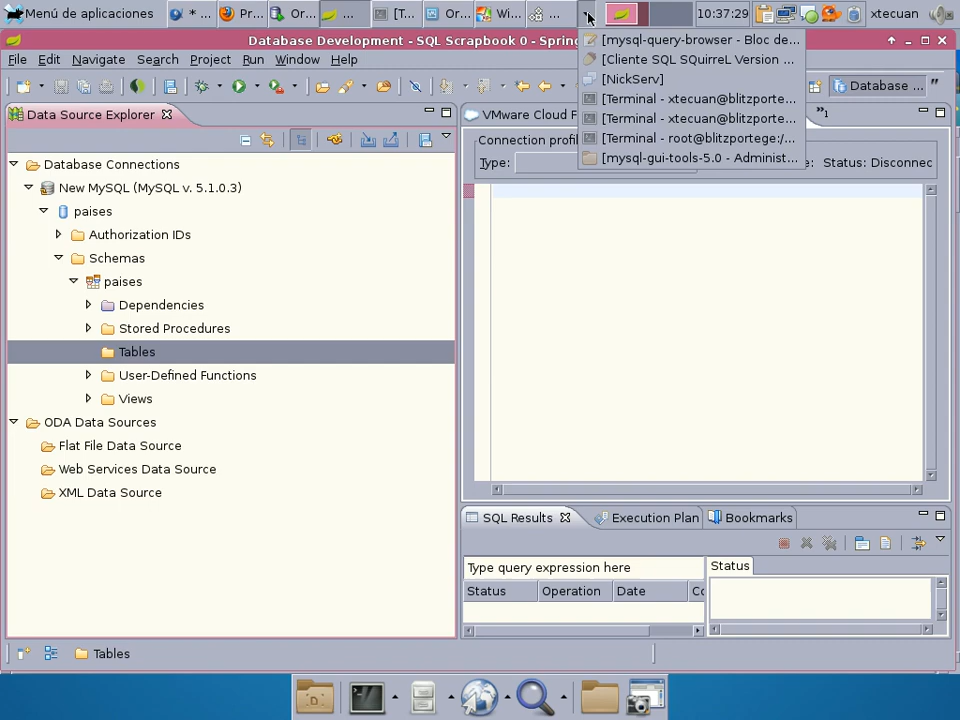 Menú de aplicaciones
* ...
Pr...
Or...
...
[T...
Or...
Wi...
...
10:37:29
xtecuan
Database Development - SQL Scrapbook 0 - Spring
File Edit Navigate Search Project Run Window Help
[mysql-query-browser - Bloc de...
[Cliente SQL SQuirreL Version ...
[NickServ]
[Terminal - xtecuan@blitzporte...
[Terminal - xtecuan@blitzporte...
[Terminal - root@blitzportege:/...
[mysql-gui-tools-5.0 - Administ...
Database ...
"
Data Source Explorer
Database Connections
New MySQL (MySQL v. 5.1.0.3)
paises
Authorization IDs
Schemas
paises
Dependencies
Stored Procedures
Tables
User-Defined Functions
Views
ODA Data Sources
Flat File Data Source
Web Services Data Source
XML Data Source
VMware Cloud F
"1
Connection profil
Type:
e: Status: Disconnec
SQL Results
Execution Plan
Bookmarks
Type query expression here
Status Operation Date Co
Status
Tables